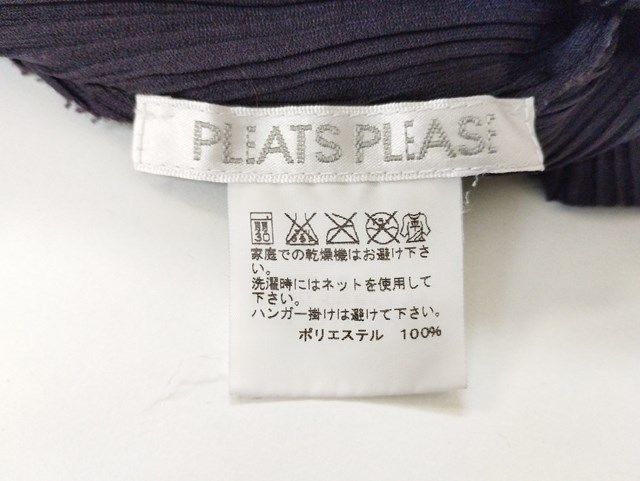 PLEATS PLEASE
30
家庭での乾燥機はお避け下さ
い。
洗濯時にはネットを使用して
下さい。
ハンガー掛けは避けて下さい。
ポリエステル 100%